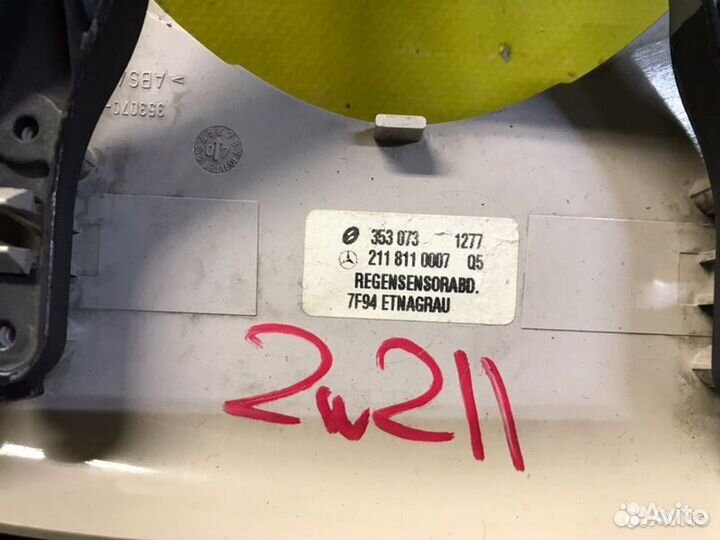 353 073 1277
211 811 0007 Q5
REGENSENSORABD.
7F94 ETNAGRAU
2w211
Avito